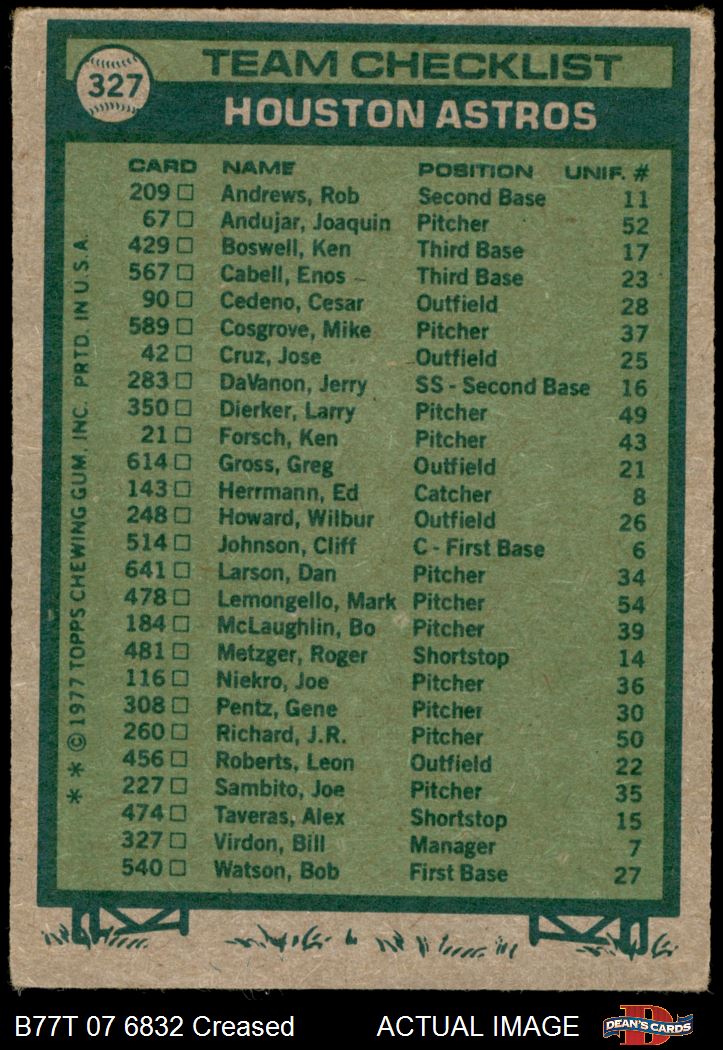 327
TEAM CHECKLIST
HOUSTON ASTROS
CARD NAME POSITION UNIF. #
209 □ Andrews, Rob Second Base 11
67 □ Andujar, Joaquin Pitcher 52
429 □ Boswell, Ken Third Base 17
567 □ Cabell, Enos Third Base 23
90 □ Cedeno, Cesar Outfield 28
589 □ Cosgrove, Mike Pitcher 37
42 □ Cruz, Jose Outfield 25
283 □ DaVanon, Jerry SS - Second Base 16
350 □ Dierker, Larry Pitcher 49
21 □ Forsch, Ken Pitcher 43
614 □ Gross, Greg Outfield 21
143 □ Herrmann, Ed Catcher 8
248 □ Howard, Wilbur Outfield 26
514 □ Johnson, Cliff C - First Base 6
641 □ Larson, Dan Pitcher 34
478 □ Lemongello, Mark Pitcher 54
184 □ McLaughlin, Bo Pitcher 39
481 □ Metzger, Roger Shortstop 14
116 □ Niekro, Joe Pitcher 36
308 □ Pentz, Gene Pitcher 30
260 □ Richard, J.R. Pitcher 50
456 □ Roberts, Leon Outfield 22
227 □ Sambito, Joe Pitcher 35
474 □ Taveras, Alex Shortstop 15
327 □ Virdon, Bill Manager 7
540 □ Watson, Bob First Base 27
* * © 1977 TOPPS CHEWING GUM, INC. PRTD. IN U.S.A.
B77T 07 6832 Creased ACTUAL IMAGE
D
DEAN'S CARDS